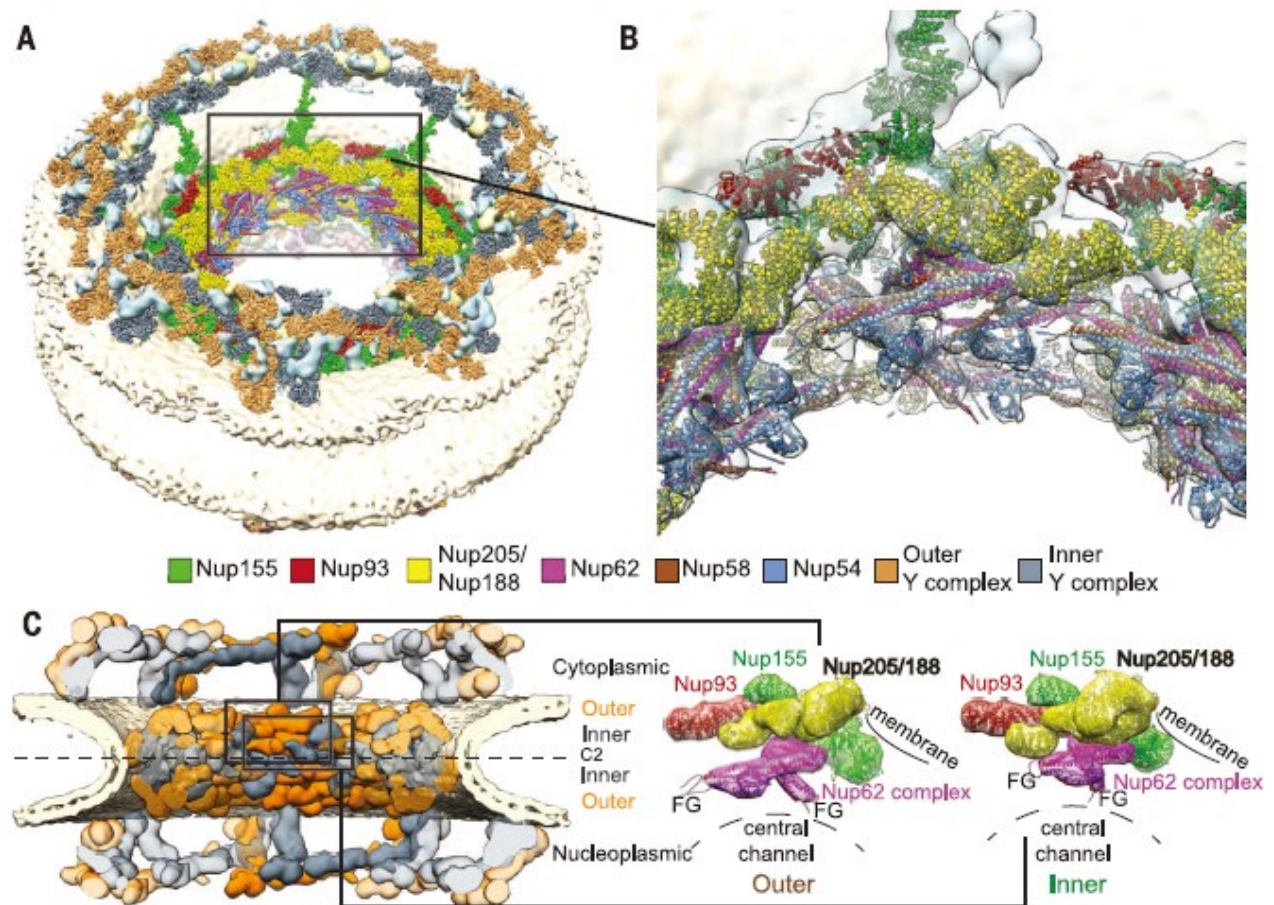 A
B
Nup155
Nup93
Nup205/
Nup188
Nup62
Nup58
Nup54
Outer
Y complex
Inner
Y complex
C
Cytoplasmic
Outer
Inner
C2
Inner
Outer
Nucleoplasmic
Nup155
Nup205/188
Nup93
membrane
Nup62 complex
FG
FG
central
channel
Outer
Nup155
Nup205/188
Nup93
membrane
Nup62 complex
FG
FG
central
channel
Inner